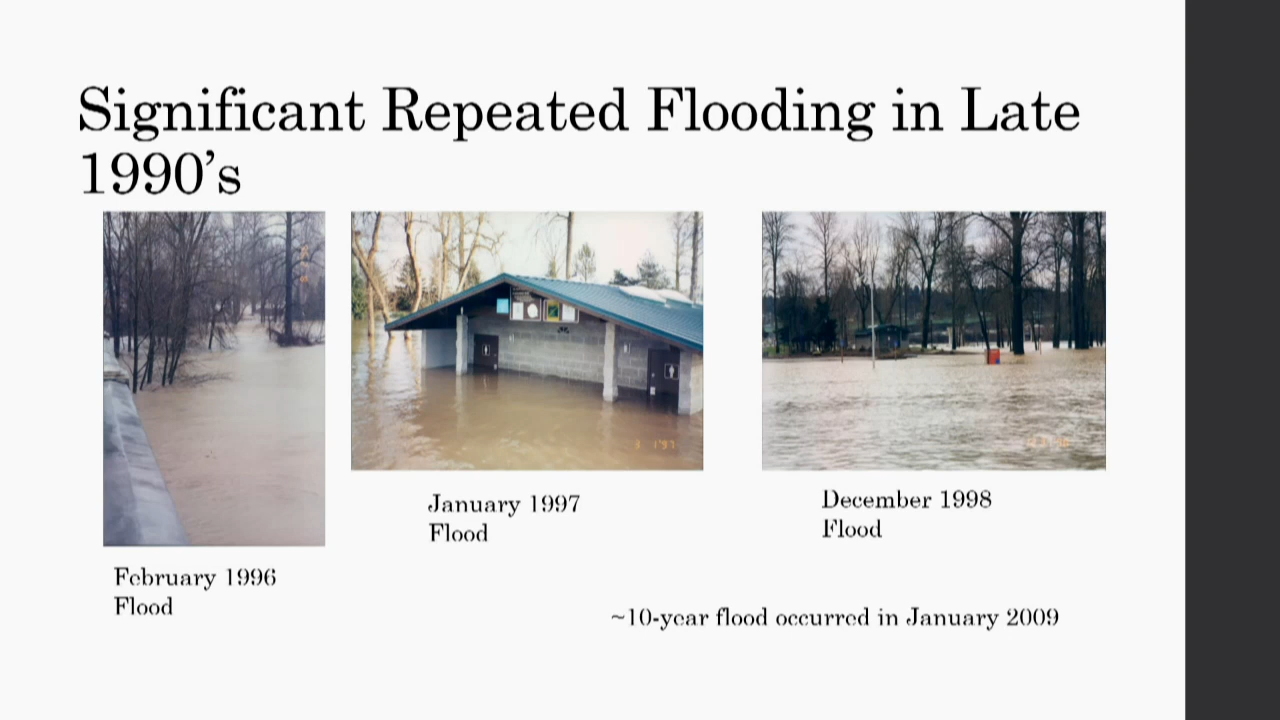 Significant Repeated Flooding in Late
1990’s
January 1997
Flood
December 1998
Flood
February 1996
Flood
~10-year flood occurred in January 2009